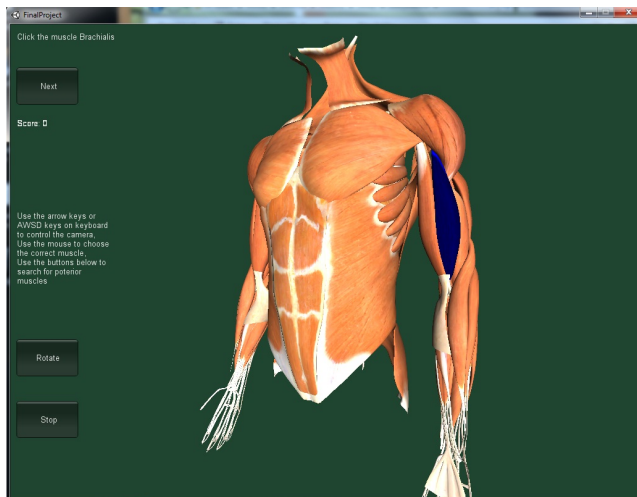 FinalProject
Click the muscle Brachialis
Next
Score: 0
Use the arrow keys or
AWSD keys on keyboard
to control the camera,
Use the mouse to choose
the correct muscle,
Use the buttons below to
search for poterior
muscles
Rotate
Stop